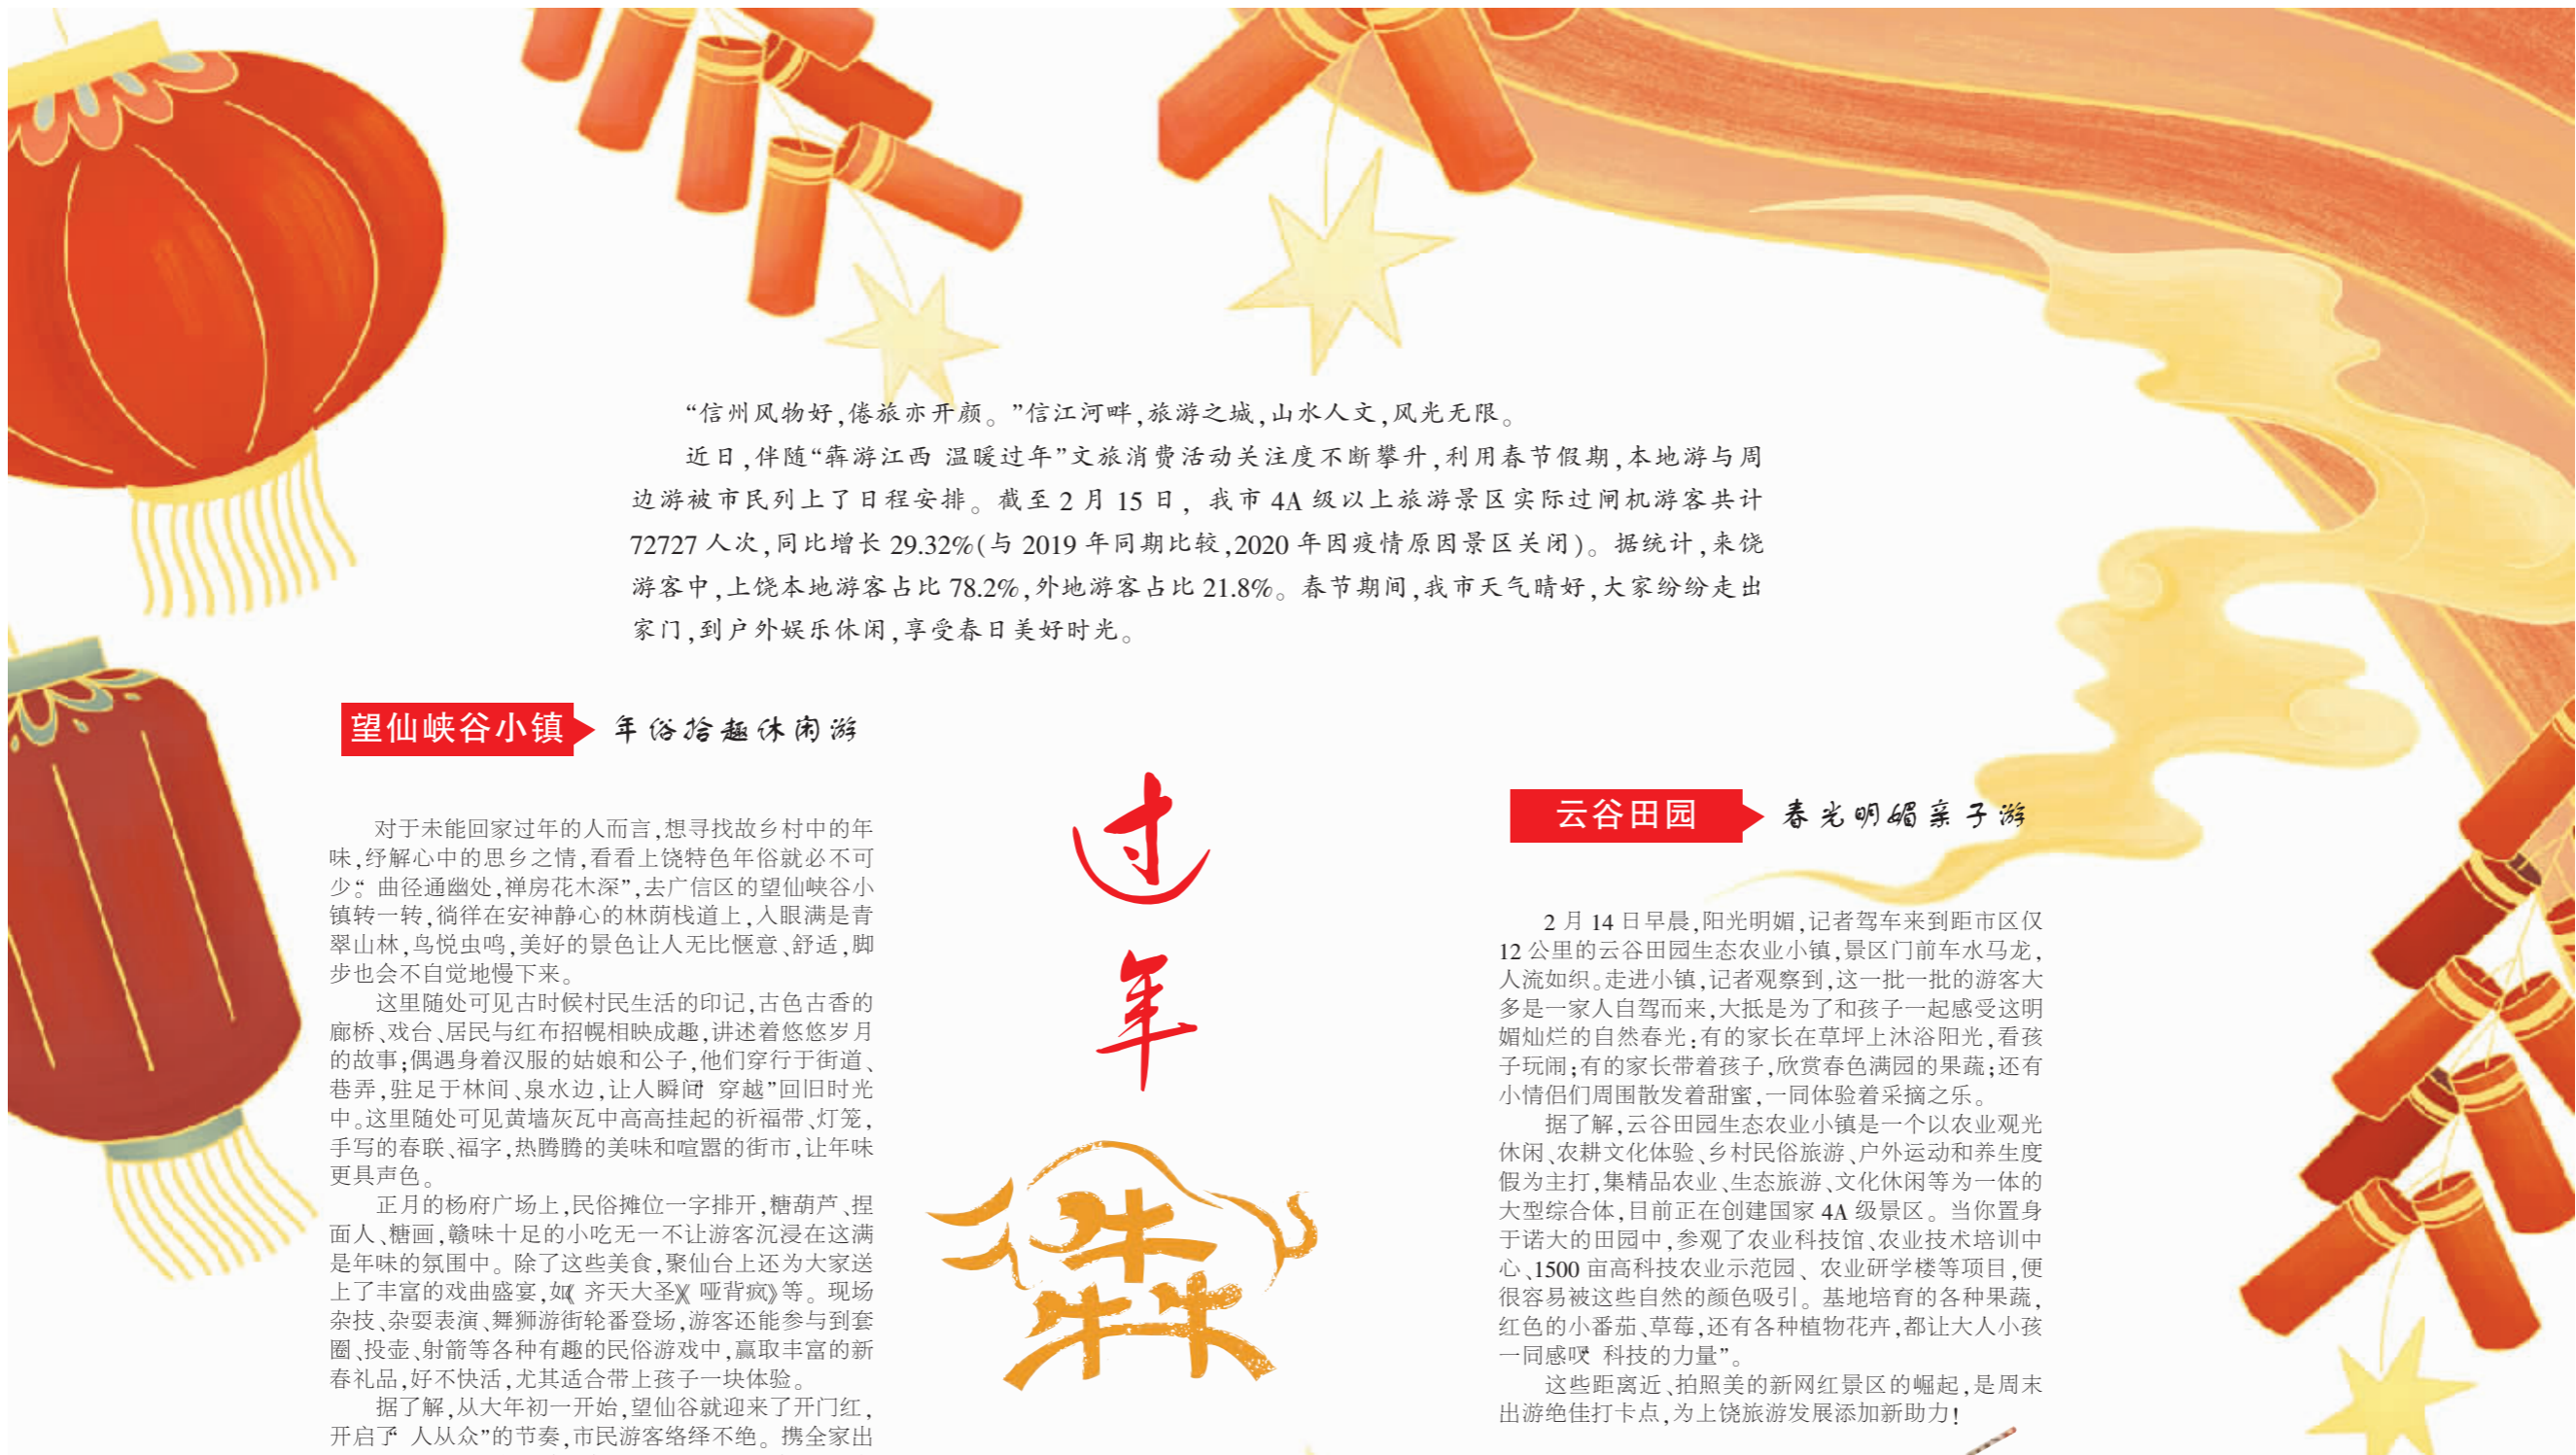 “信州风物好,倦旅亦开颜。”信江河畔,旅游之城,山水人文,风光无限。
近日,伴随“犇游江西 温暖过年”文旅消费活动关注度不断攀升,利用春节假期,本地游与周
边游被市民列上了日程安排。截至 2 月 15 日, 我市 4A 级以上旅游景区实际过闸机游客共计
72727 人次,同比增长 29.32%(与 2019 年同期比较,2020 年因疫情原因景区关闭)。据统计,来饶
游客中,上饶本地游客占比 78.2%,外地游客占比 21.8%。春节期间,我市天气晴好,大家纷纷走出
家门,到户外娱乐休闲,享受春日美好时光。
望仙峡谷小镇 年俗拾趣休闲游
对于未能回家过年的人而言,想寻找故乡村中的年
味,纾解心中的思乡之情,看看上饶特色年俗就必不可
少。“曲径通幽处,禅房花木深”,去广信区的望仙峡谷小
镇转一转,徜徉在安神静心的林荫栈道上,入眼满是青
翠山林,鸟悦虫鸣,美好的景色让人无比惬意、舒适,脚
步也会不自觉地慢下来。
这里随处可见古时候村民生活的印记,古色古香的
廊桥、戏台、居民与红布招幌相映成趣,讲述着悠悠岁月
的故事;偶遇身着汉服的姑娘和公子,他们穿行于街道、
巷弄,驻足于林间、泉水边,让人瞬间“穿越”回旧时光
中。这里随处可见黄墙灰瓦中高高挂起的祈福带、灯笼,
手写的春联、福字,热腾腾的美味和喧嚣的街市,让年味
更具声色。
正月的杨府广场上,民俗摊位一字排开,糖葫芦、捏
面人、糖画,赣味十足的小吃无一不让游客沉浸在这满
是年味的氛围中。除了这些美食,聚仙台上还为大家送
上了丰富的戏曲盛宴,如《齐天大圣》《哑背疯》等。现场
杂技、杂耍表演、舞狮游街轮番登场,游客还能参与到套
圈、投壶、射箭等各种有趣的民俗游戏中,赢取丰富的新
春礼品,好不快活,尤其适合带上孩子一块体验。
据了解,从大年初一开始,望仙谷就迎来了开门红,
开启了“人从众”的节奏,市民游客络绎不绝。携全家出
过
年
犇
云谷田园 春光明媚亲子游
2 月 14 日早晨,阳光明媚,记者驾车来到距市区仅
12 公里的云谷田园生态农业小镇,景区门前车水马龙,
人流如织。走进小镇,记者观察到,这一批一批的游客大
多是一家人自驾而来,大抵是为了和孩子一起感受这明
媚灿烂的自然春光:有的家长在草坪上沐浴阳光,看孩
子玩闹;有的家长带着孩子,欣赏春色满园的果蔬;还有
小情侣们周围散发着甜蜜,一同体验着采摘之乐。
据了解,云谷田园生态农业小镇是一个以农业观光
休闲、农耕文化体验、乡村民俗旅游、户外运动和养生度
假为主打,集精品农业、生态旅游、文化休闲等为一体的
大型综合体,目前正在创建国家 4A 级景区。当你置身
于诺大的田园中,参观了农业科技馆、农业技术培训中
心、1500 亩高科技农业示范园、农业研学楼等项目,便
很容易被这些自然的颜色吸引。基地培育的各种果蔬,
红色的小番茄、草莓,还有各种植物花卉,都让大人小孩
一同感叹“科技的力量”。
这些距离近、拍照美的新网红景区的崛起,是周末
出游绝佳打卡点,为上饶旅游发展添加新助力!